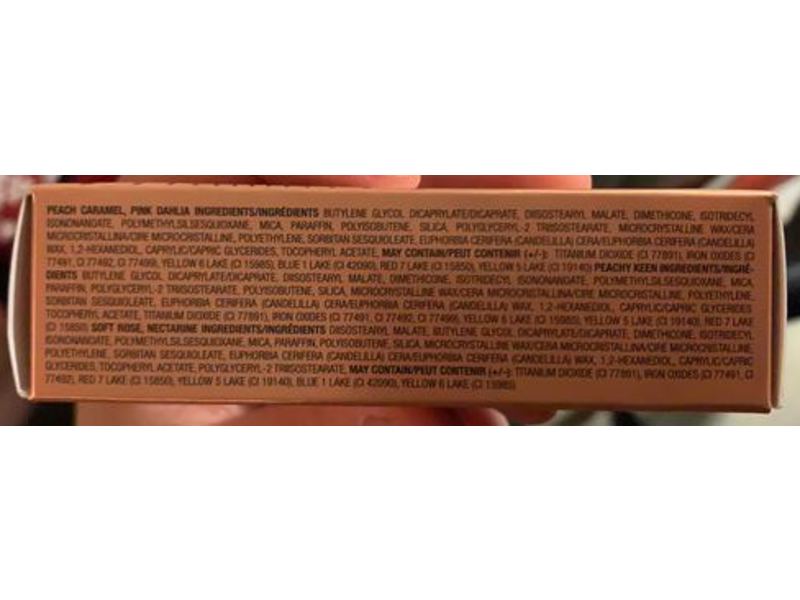 PEACH CARAMEL, PINK DAHLIA INGREDIENTS/INGRÉDIENTS BUTYLENE GLYCOL DICAPRYLATE/DICAPRATE, DIISOSTEARYL MALATE, DIMETHICONE, ISOTRIDECYL
ISONONANOATE, POLYMETHYLSILSESQUIOXANE, MICA, PARAFFIN, POLYISOBUTENE, SILICA, POLYGLYCERYL-2 TRIISOSTEARATE, MICROCRYSTALLINE WAX/CERA
MICROCRISTALLINA/CIRE MICROCRISTALLINE, POLYETHYLENE, SORBITAN SESQUIOLEATE, EUPHORBIA CERIFERA (CANDELILLA) CERA/EUPHORBIA CERIFERA (CANDELILLA)
WAX, 1,2-HEXANEDIOL, CAPRYLIC/CAPRIC GLYCERIDES, TOCOPHERYL ACETATE, MAY CONTAIN/PEUT CONTENIR (+/-): TITANIUM DIOXIDE (CI 77891), IRON OXIDES (CI
77491, CI 77492, CI 77499), YELLOW 6 LAKE (CI 15985), BLUE 1 LAKE (CI 42090), RED 7 LAKE (CI 15850), YELLOW 5 LAKE (CI 19140) PEACHY KEEN INGREDIENTS/INGRÉ-
DIENTS BUTYLENE GLYCOL DICAPRYLATE/DICAPRATE, DIISOSTEARYL MALATE, DIMETHICONE, ISOTRIDECYL ISONONANOATE, POLYMETHYLSILSESQUIOXANE, MICA,
PARAFFIN, POLYGLYCERYL-2 TRIISOSTEARATE, POLYISOBUTENE, SILICA, MICROCRYSTALLINE WAX/CERA MICROCRISTALLINA/CIRE MICROCRISTALLINE, POLYETHYLENE,
SORBITAN SESQUIOLEATE, EUPHORBIA CERIFERA (CANDELILLA) CERA/EUPHORBIA CERIFERA (CANDELILLA) WAX, 1,2-HEXANEDIOL, CAPRYLIC/CAPRIC GLYCERIDES
TOCOPHERYL ACETATE, TITANIUM DIOXIDE (CI 77891), IRON OXIDES (CI 77491, CI 77492, CI 77499), YELLOW 6 LAKE (CI 15985), YELLOW 5 LAKE (CI 19140), RED 7 LAKE
(CI 15850) SOFT ROSE, NECTARINE INGREDIENTS/INGRÉDIENTS DIISOSTEARYL MALATE, BUTYLENE GLYCOL DICAPRYLATE/DICAPRATE, DIMETHICONE, ISOTRIDECYL
ISONONANOATE, POLYMETHYLSILSESQUIOXANE, MICA, PARAFFIN, POLYISOBUTENE, SILICA, MICROCRYSTALLINE WAX/CERA MICROCRISTALLINA/CIRE MICROCRISTALLINE,
POLYETHYLENE, SORBITAN SESQUIOLEATE, EUPHORBIA CERIFERA (CANDELILLA) CERA/EUPHORBIA CERIFERA (CANDELILLA) WAX, 1,2-HEXANEDIOL, CAPRYLIC/CAPRIC
GLYCERIDES, TOCOPHERYL ACETATE, POLYGLYCERYL-2 TRIISOSTEARATE, MAY CONTAIN/PEUT CONTENIR (+/-): TITANIUM DIOXIDE (CI 77891), IRON OXIDES (CI 77491, CI
77492), RED 7 LAKE (CI 15850), YELLOW 5 LAKE (CI 19140), BLUE 1 LAKE (CI 42090), YELLOW 6 LAKE (CI 15985)